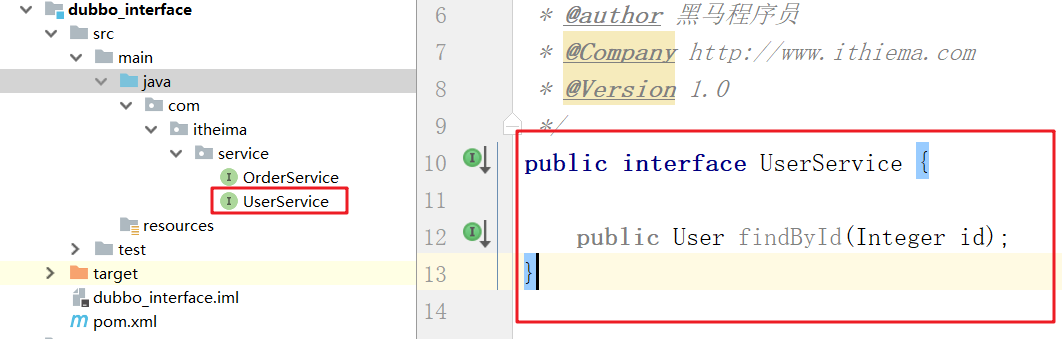 dubbo_interface
src
main
java
com
itheima
service
I OrderService
I UserService
resources
test
target
dubbo_interface.iml
m pom.xml
6 * @author 黑马程序员
7 * @Company http://www.ithiema.com
8 * @Version 1.0
9 */
10 I public interface UserService {
11
12 I public User findById(Integer id);
13 }
14